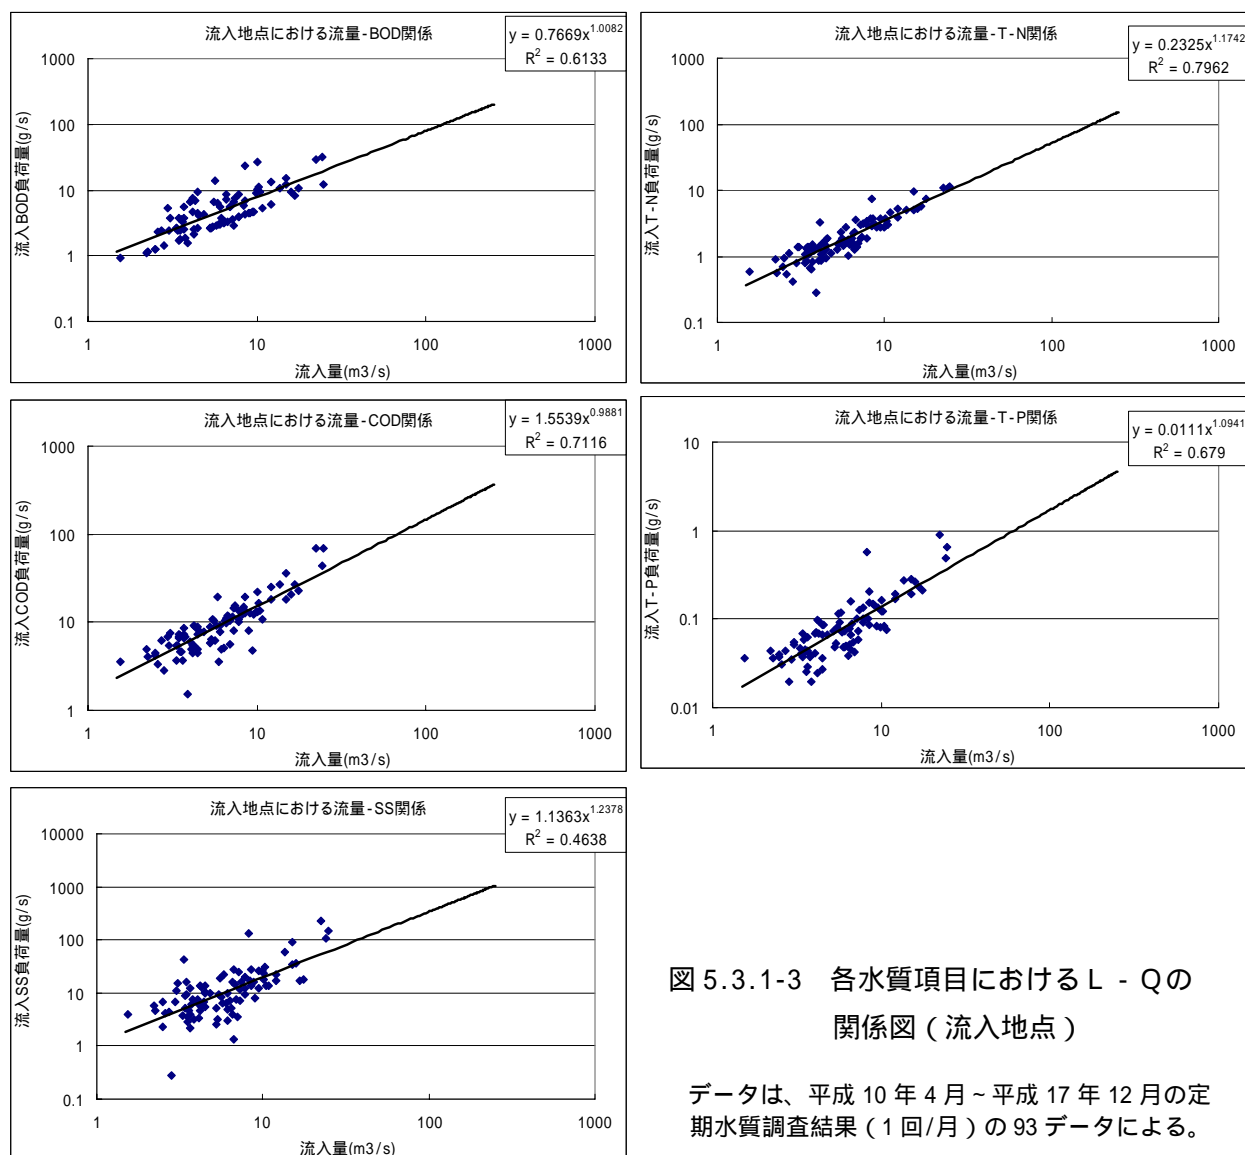 流入地点における流量-BOD関係
y = 0.7669x^1.0082
R² = 0.6133
1000
100
10
1
0.1
流入BOD負荷量(g/s)
1 10 100 1000
流入量(m3/s)
流入地点における流量-T-N関係
y = 0.2325x^1.1742
R² = 0.7962
1000
100
10
1
0.1
流入T-N負荷量(g/s)
1 10 100 1000
流入量(m3/s)
流入地点における流量-COD関係
y = 1.5539x^0.9881
R² = 0.7116
1000
100
10
1
流入COD負荷量(g/s)
1 10 100 1000
流入量(m3/s)
流入地点における流量-T-P関係
y = 0.0111x^1.0941
R² = 0.679
10
1
0.1
0.01
流入T-P負荷量(g/s)
1 10 100 1000
流入量(m3/s)
流入地点における流量-SS関係
y = 1.1363x^1.2378
R² = 0.4638
10000
1000
100
10
1
0.1
流入SS負荷量(g/s)
1 10 100 1000
流入量(m3/s)
図 5.3.1-3 各水質項目における L - Qの
関係図(流入地点)
データは、平成 10 年 4 月~平成 17 年 12 月の定
期水質調査結果(1 回/月)の 93 データによる。